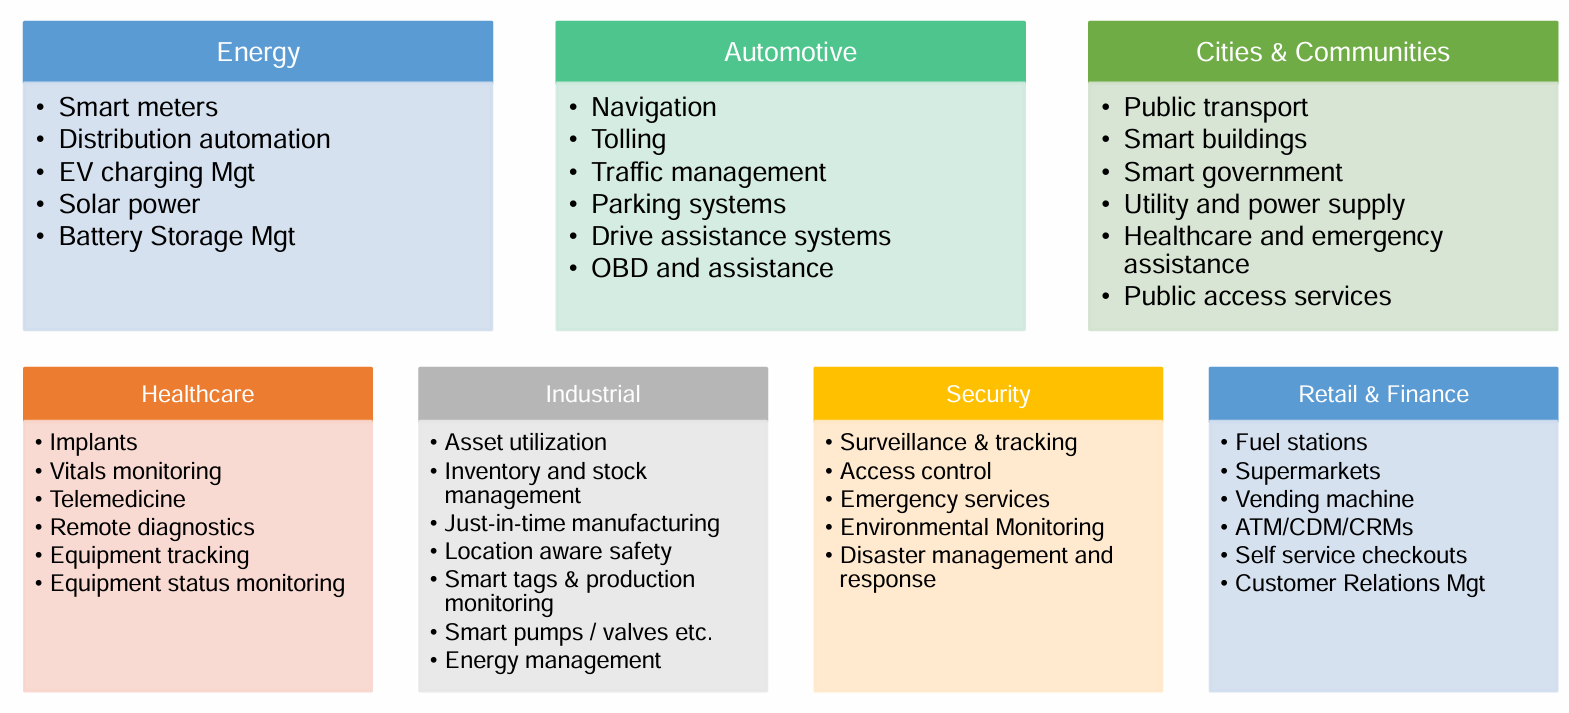 Energy
• Smart meters
• Distribution automation
• EV charging Mgt
• Solar power
• Battery Storage Mgt
Automotive
• Navigation
• Tolling
• Traffic management
• Parking systems
• Drive assistance systems
• OBD and assistance
Cities & Communities
• Public transport
• Smart buildings
• Smart government
• Utility and power supply
• Healthcare and emergency
assistance
• Public access services
Healthcare
• Implants
• Vitals monitoring
• Telemedicine
• Remote diagnostics
• Equipment tracking
• Equipment status monitoring
Industrial
• Asset utilization
• Inventory and stock
management
• Just-in-time manufacturing
• Location aware safety
• Smart tags & production
monitoring
• Smart pumps / valves etc.
• Energy management
Security
• Surveillance & tracking
• Access control
• Emergency services
• Environmental Monitoring
• Disaster management and
response
Retail & Finance
• Fuel stations
• Supermarkets
• Vending machine
• ATM/CDM/CRMs
• Self service checkouts
• Customer Relations Mgt